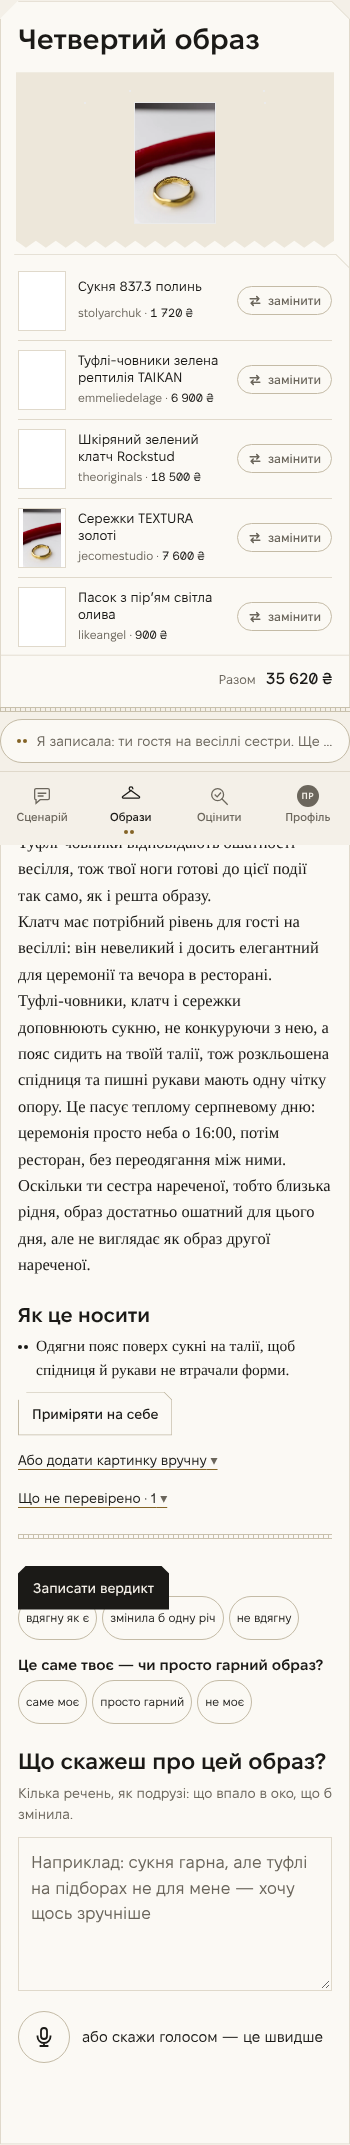 Четвертий образ
Сукня 837.3 полинь
stolyarchuk · 1 720 ₴
замінити
Туфлі-човники зелена
рептилія TAIKAN
emmeliedelage · 6 900 ₴
замінити
Шкіряний зелений
клатч Rockstud
theoriginals · 18 500 ₴
замінити
Сережки TEXTURA
золоті
jecomestudio · 7 600 ₴
замінити
Пасок з пір’ям світла
олива
likeangel · 900 ₴
замінити
Разом 35 620 ₴
Я записала: ти гостя на весіллі сестри. Ще ...
Сценарій
Образи
Оцінити
ПР
Профіль
Туфлі-човники відповідають ошатності
весілля, тож твої ноги готові до цієї події
так само, як і решта образу.
Клатч має потрібний рівень для гості на
весіллі: він невеликий і досить елегантний
для церемонії та вечора в ресторані.
Туфлі-човники, клатч і сережки
доповнюють сукню, не конкуруючи з нею, а
пояс сидить на твоїй талії, тож розкльошена
спідниця та пишні рукави мають одну чітку
опору. Це пасує теплому серпневому дню:
церемонія просто неба о 16:00, потім
ресторан, без переодягання між ними.
Оскільки ти сестра нареченої, тобто близька
рідня, образ достатньо ошатний для цього
дня, але не виглядає як образ другої
нареченої.
Як це носити
Одягни пояс поверх сукні на талії, щоб
спідниця й рукави не втрачали форми.
Приміряти на себе
Або додати картинку вручну ▾
Що не перевірено · 1 ▾
Записати вердикт
вдягну як є
змінила б одну річ
не вдягну
Це саме твоє — чи просто гарний образ?
саме моє
просто гарний
не моє
Що скажеш про цей образ?
Кілька речень, як подрузі: що впало в око, що б
змінила.
Наприклад: сукня гарна, але туфлі
на підборах не для мене — хочу
щось зручніше
або скажи голосом — це швидше